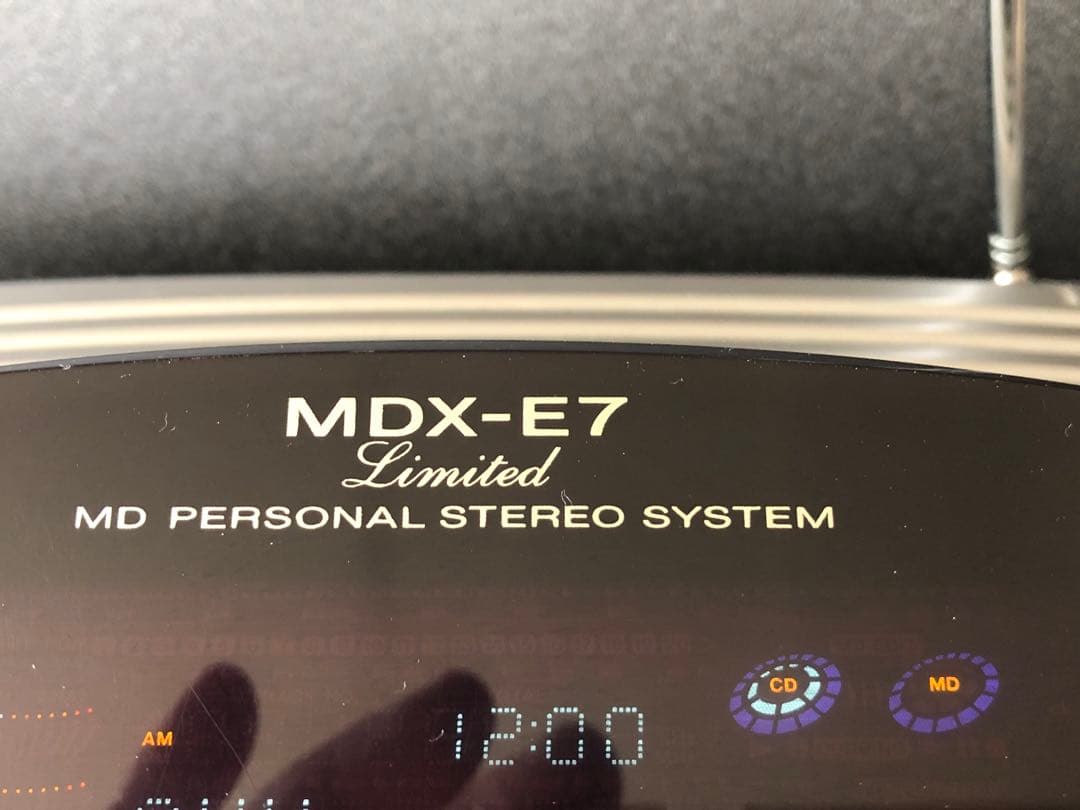 MDX-E7
Limited
MD PERSONAL STEREO SYSTEM
CD MD
AM 12:00